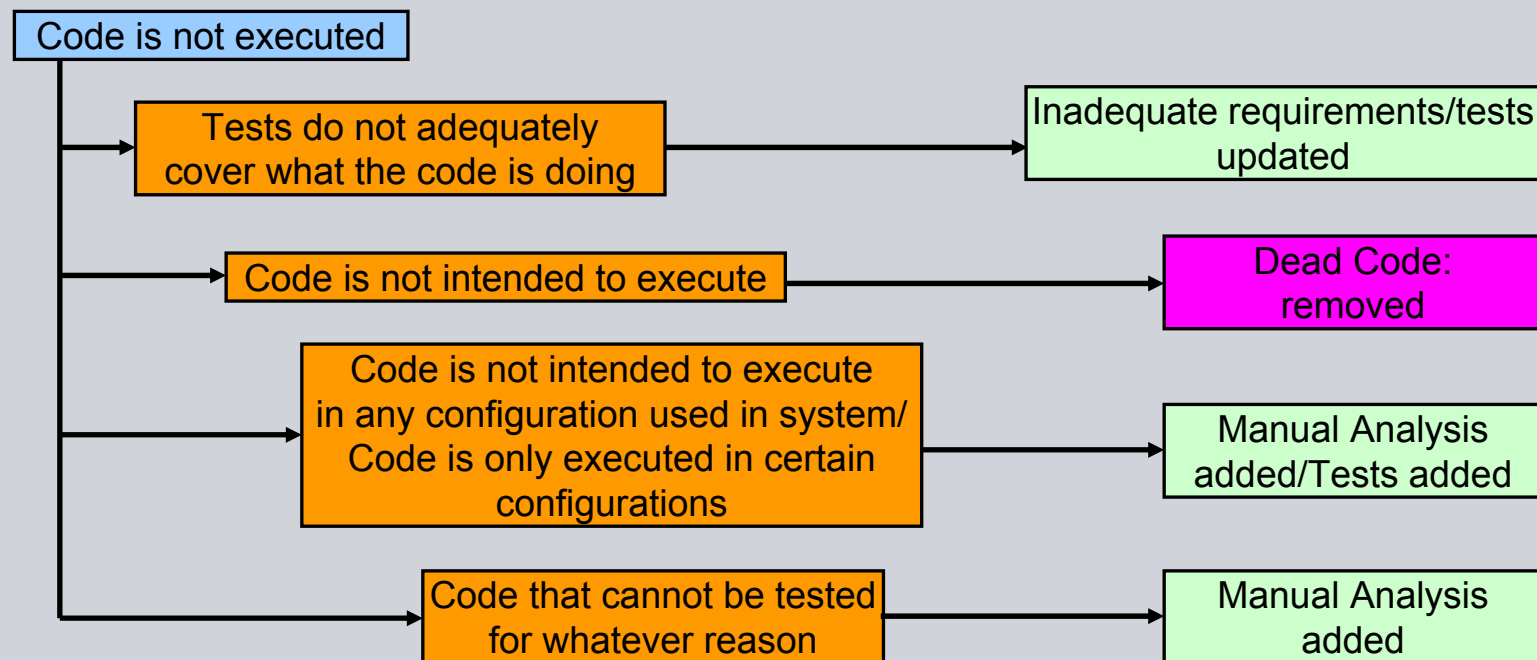 Code is not executed
Tests do not adequately
cover what the code is doing
Inadequate requirements/tests
updated
Code is not intended to execute
Dead Code:
removed
Code is not intended to execute
in any configuration used in system/
Code is only executed in certain
configurations
Manual Analysis
added/Tests added
Code that cannot be tested
for whatever reason
Manual Analysis
added